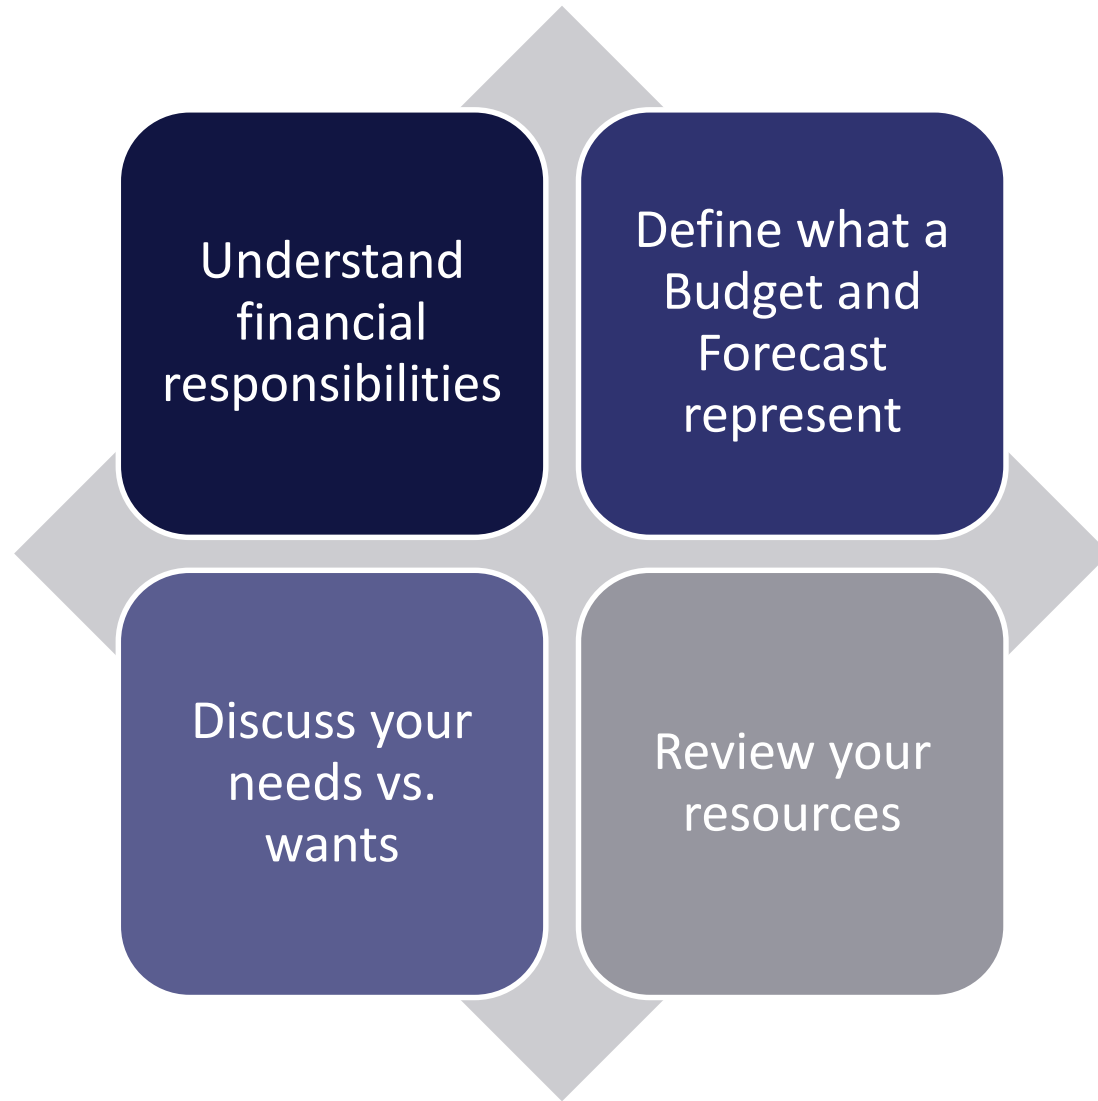 Understand
financial
responsibilities
Define what a
Budget and
Forecast
represent
Discuss your
needs vs.
wants
Review your
resources